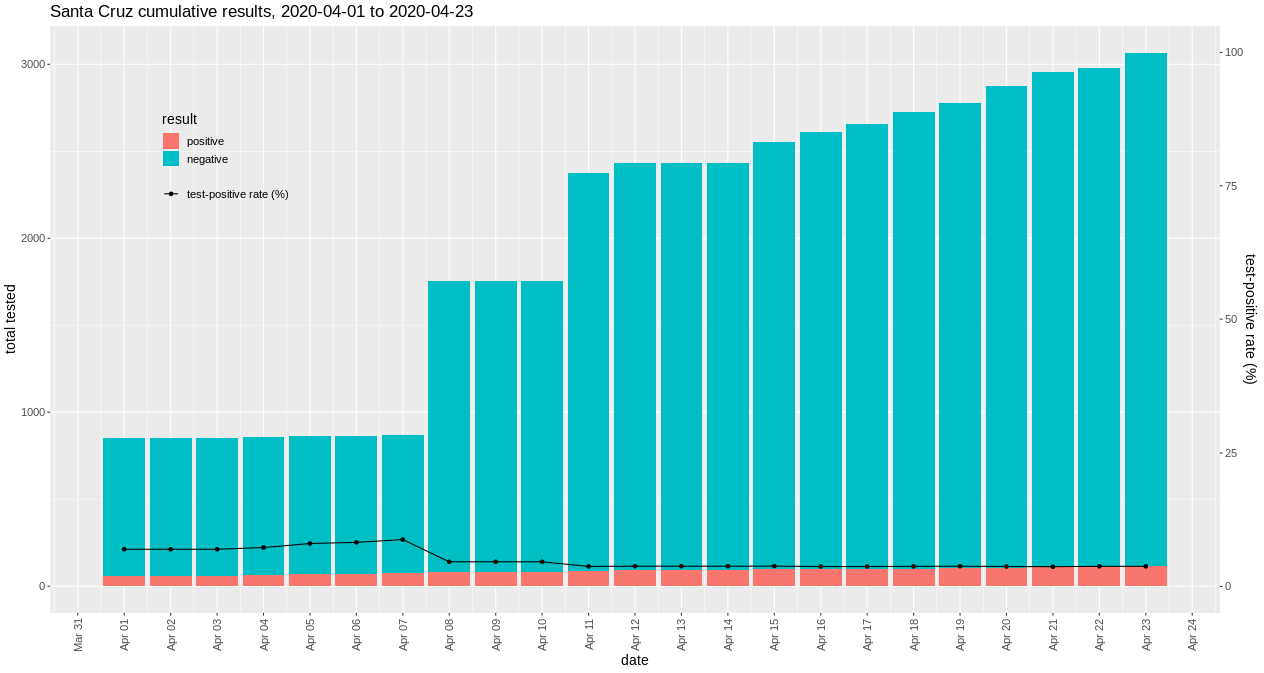 Santa Cruz cumulative results, 2020-04-01 to 2020-04-23
total tested
3000
2000
1000
0
result
positive
negative
test-positive rate (%)
100
75
50
25
0
test-positive rate (%)
Mar 31
Apr 01
Apr 02
Apr 03
Apr 04
Apr 05
Apr 06
Apr 07
Apr 08
Apr 09
Apr 10
Apr 11
Apr 12
Apr 13
Apr 14
Apr 15
Apr 16
Apr 17
Apr 18
Apr 19
Apr 20
Apr 21
Apr 22
Apr 23
Apr 24
date